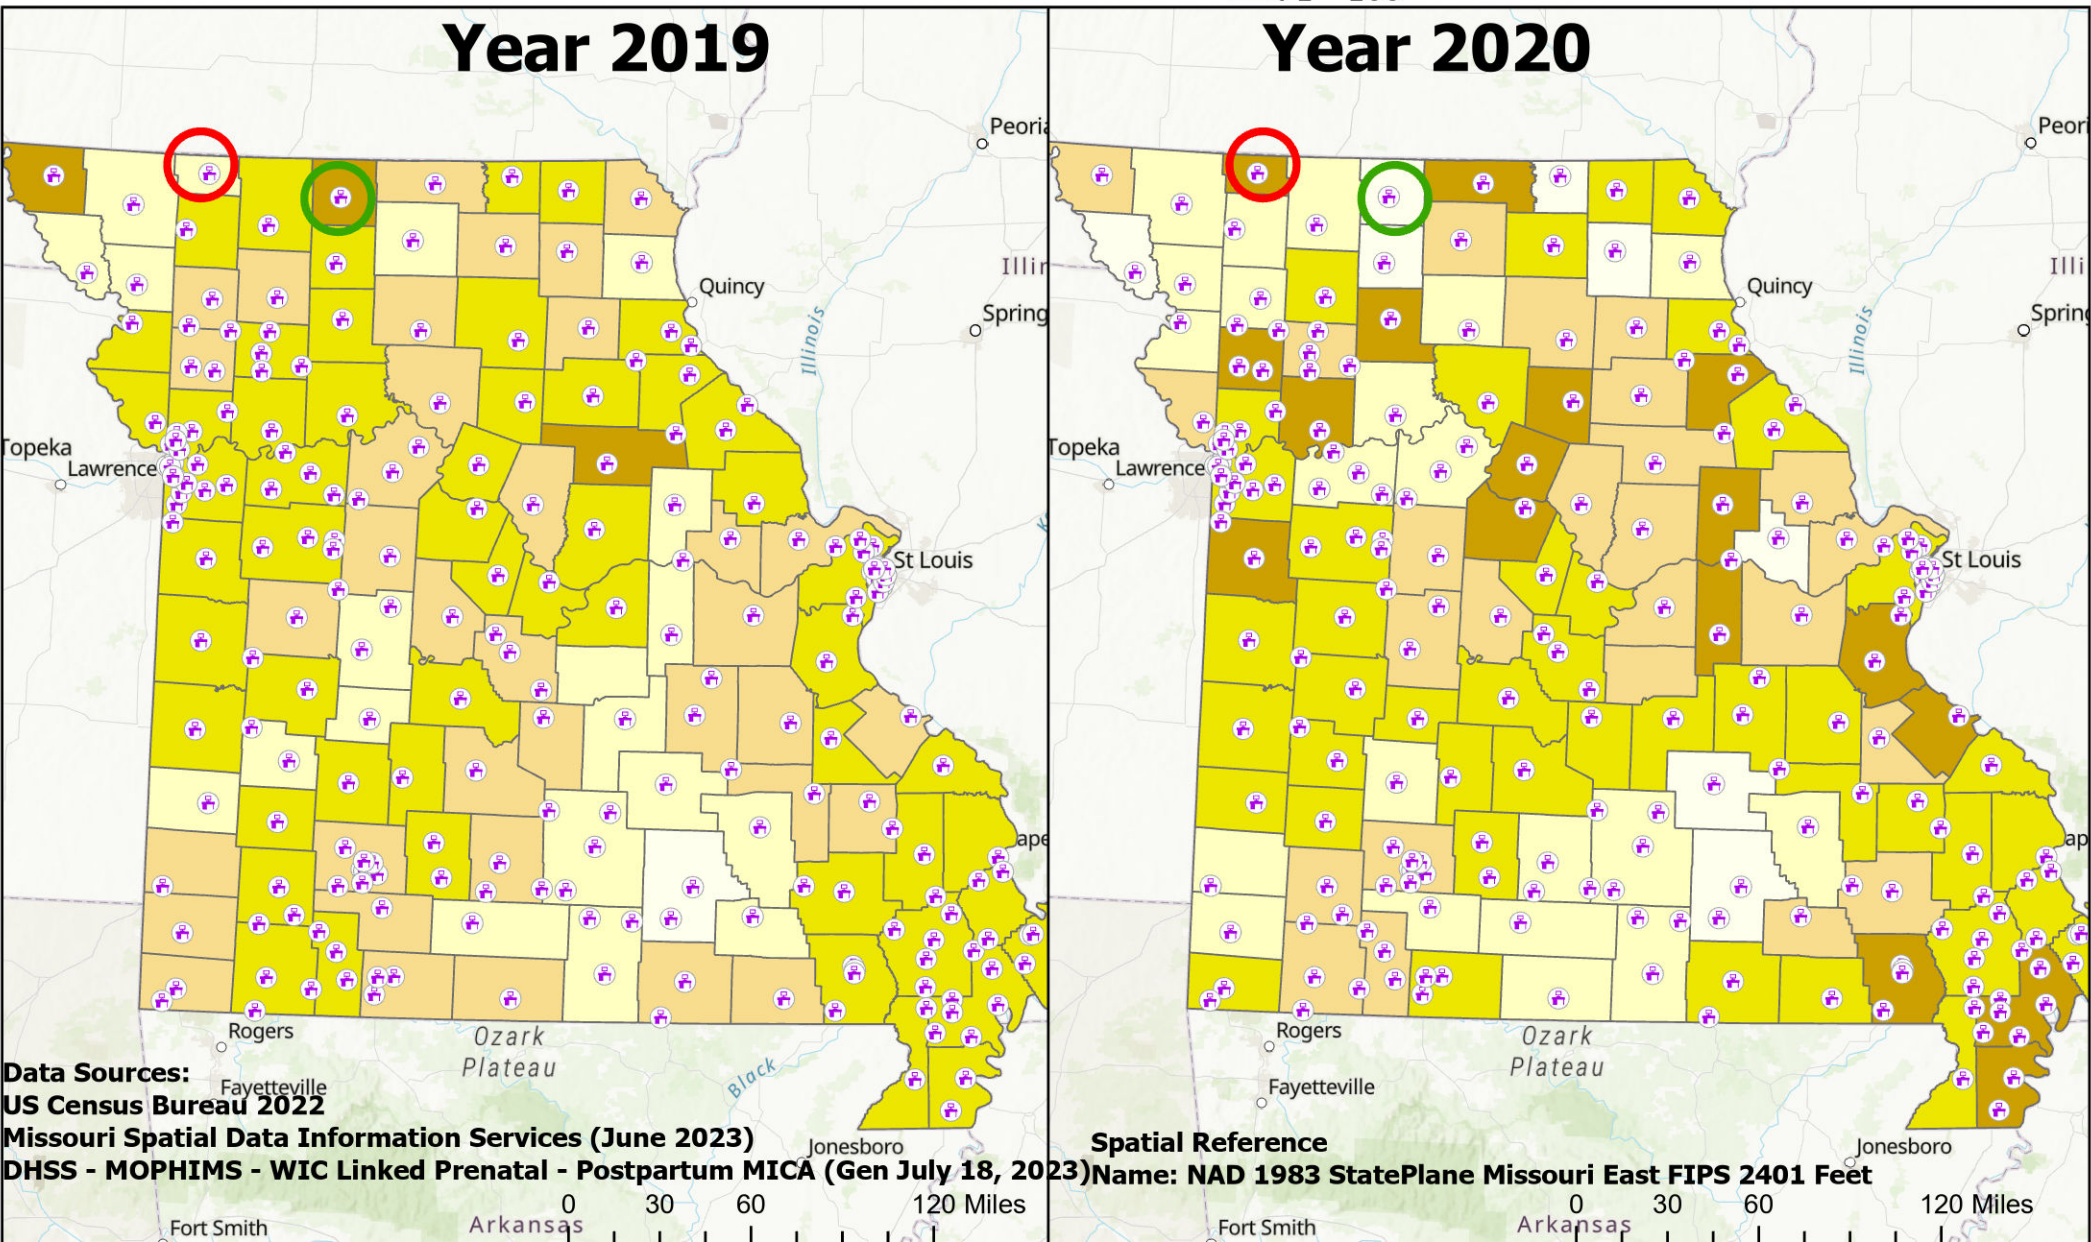 Year 2019
Year 2020
Peoria
Peori
Quincy
Quincy
Illir
Illi
Spring
Spring
Illinois
Illinois
Topeka
Lawrence
Topeka
Lawrence
St Louis
St Louis
ape
ap
Rogers
Rogers
Ozark
Plateau
Ozark
Plateau
Fayetteville
Fayetteville
Black
Jonesboro
Jonesboro
Data Sources:
US Census Bureau 2022
Missouri Spatial Data Information Services (June 2023)
DHSS - MOPHIMS - WIC Linked Prenatal - Postpartum MICA (Gen July 18, 2023)
Spatial Reference
Name: NAD 1983 StatePlane Missouri East FIPS 2401 Feet
0 30 60 120 Miles
0 30 60 120 Miles
Fort Smith
Arkansas
Fort Smith
Arkansas